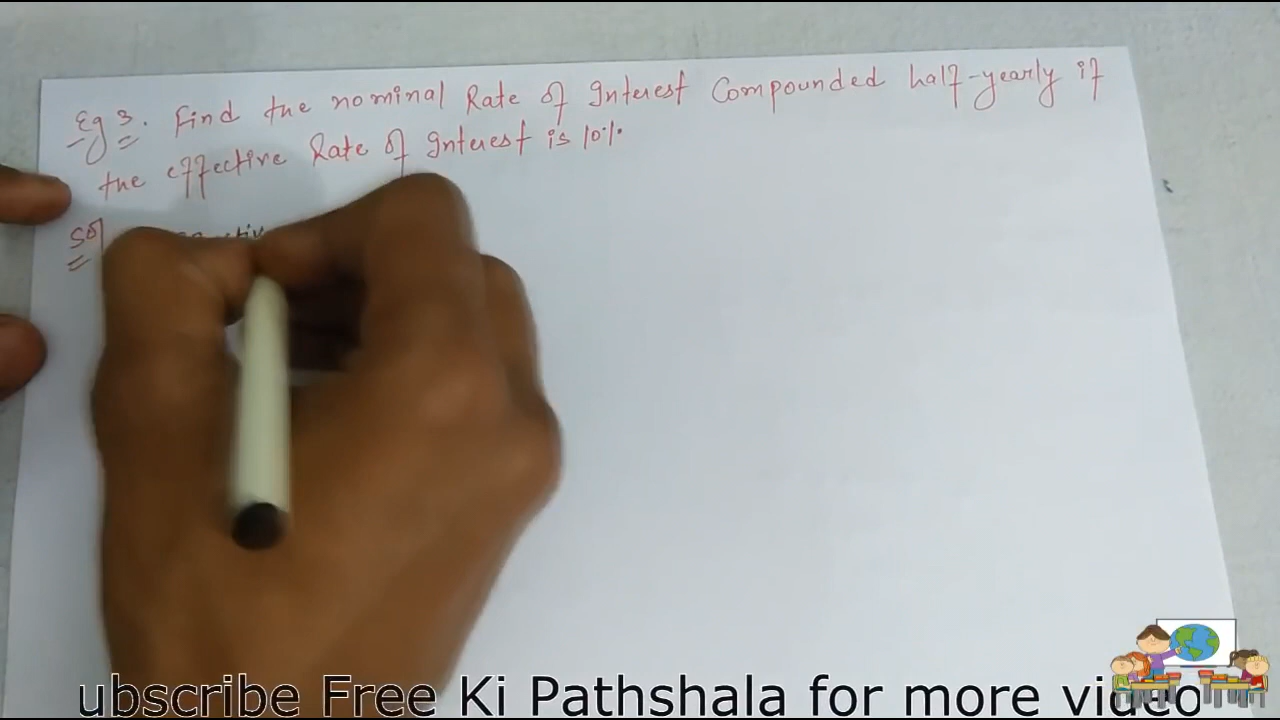 Eg 3. Find the nominal Rate of Interest Compounded half-yearly if
the effective Rate of Interest is 10%.
Sol
ubscribe Free Ki Pathshala for more video